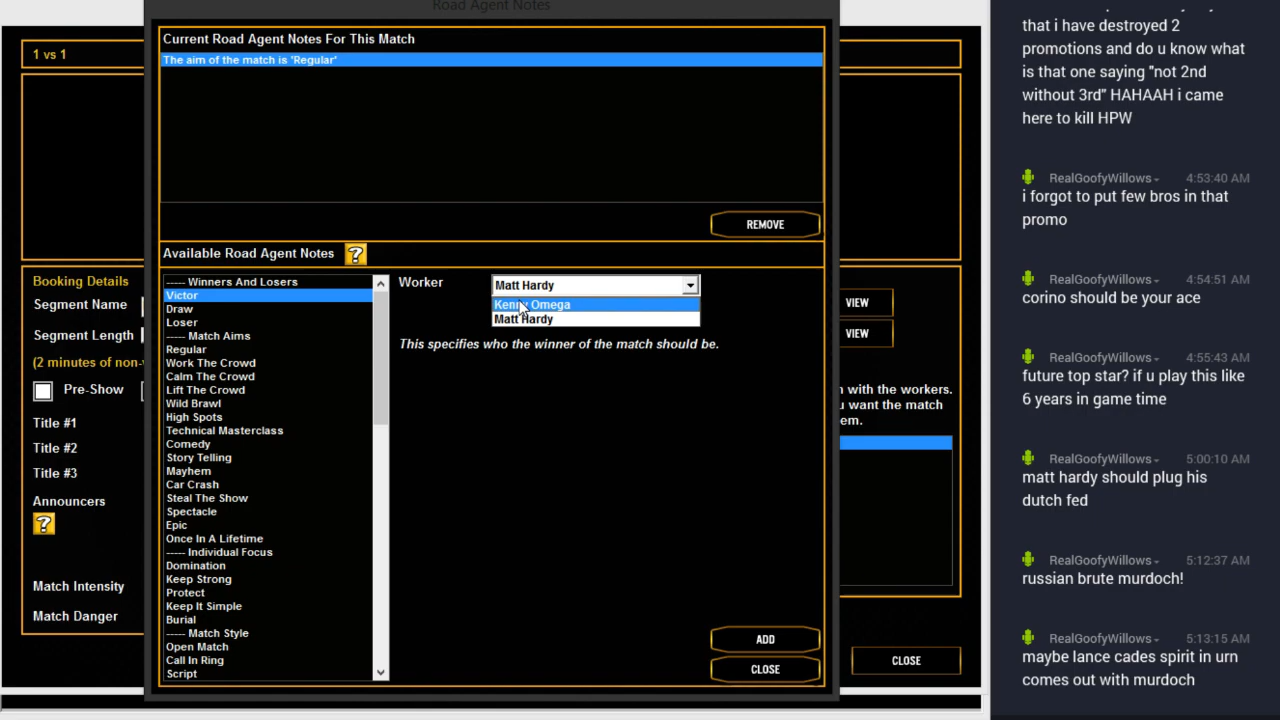 Road Agent Notes
Current Road Agent Notes For This Match
The aim of the match is 'Regular'
REMOVE
Available Road Agent Notes ?
----- Winners And Losers
Victor
Draw
Loser
----- Match Aims
Regular
Work The Crowd
Calm The Crowd
Lift The Crowd
Wild Brawl
High Spots
Technical Masterclass
Comedy
Story Telling
Mayhem
Car Crash
Steal The Show
Spectacle
Epic
Once In A Lifetime
----- Individual Focus
Domination
Keep Strong
Protect
Keep It Simple
Burial
----- Match Style
Open Match
Call In Ring
Script
Worker
Matt Hardy
Kenny Omega
Matt Hardy
This specifies who the winner of the match should be.
ADD
CLOSE
1 vs 1
Booking Details
Segment Name
Segment Length
(2 minutes of non-
Pre-Show
Title #1
Title #2
Title #3
Announcers
?
Match Intensity
Match Danger
VIEW
VIEW
with the workers.
want the match
em.
CLOSE
that i have destroyed 2
promotions and do u know what
is that one saying "not 2nd
without 3rd" HAHAAH i came
here to kill HPW
RealGoofyWillows 4:53:40 AM
i forgot to put few bros in that
promo
RealGoofyWillows 4:54:51 AM
corino should be your ace
RealGoofyWillows 4:55:43 AM
future top star? if u play this like
6 years in game time
RealGoofyWillows 5:00:10 AM
matt hardy should plug his
dutch fed
RealGoofyWillows 5:12:37 AM
russian brute murdoch!
RealGoofyWillows 5:13:15 AM
maybe lance cades spirit in urn
comes out with murdoch